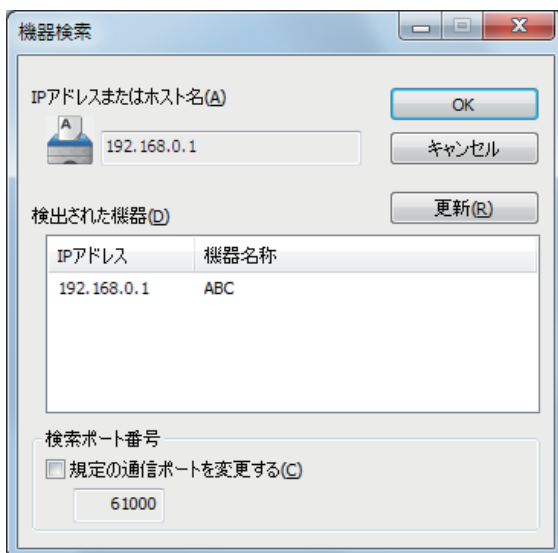 機器検索
IPアドレスまたはホスト名(A)
A
192.168.0.1
OK
キャンセル
検出された機器(D)
更新(R)
IPアドレス 機器名称
192.168.0.1 ABC
検索ポート番号
規定の通信ポートを変更する(C)
61000